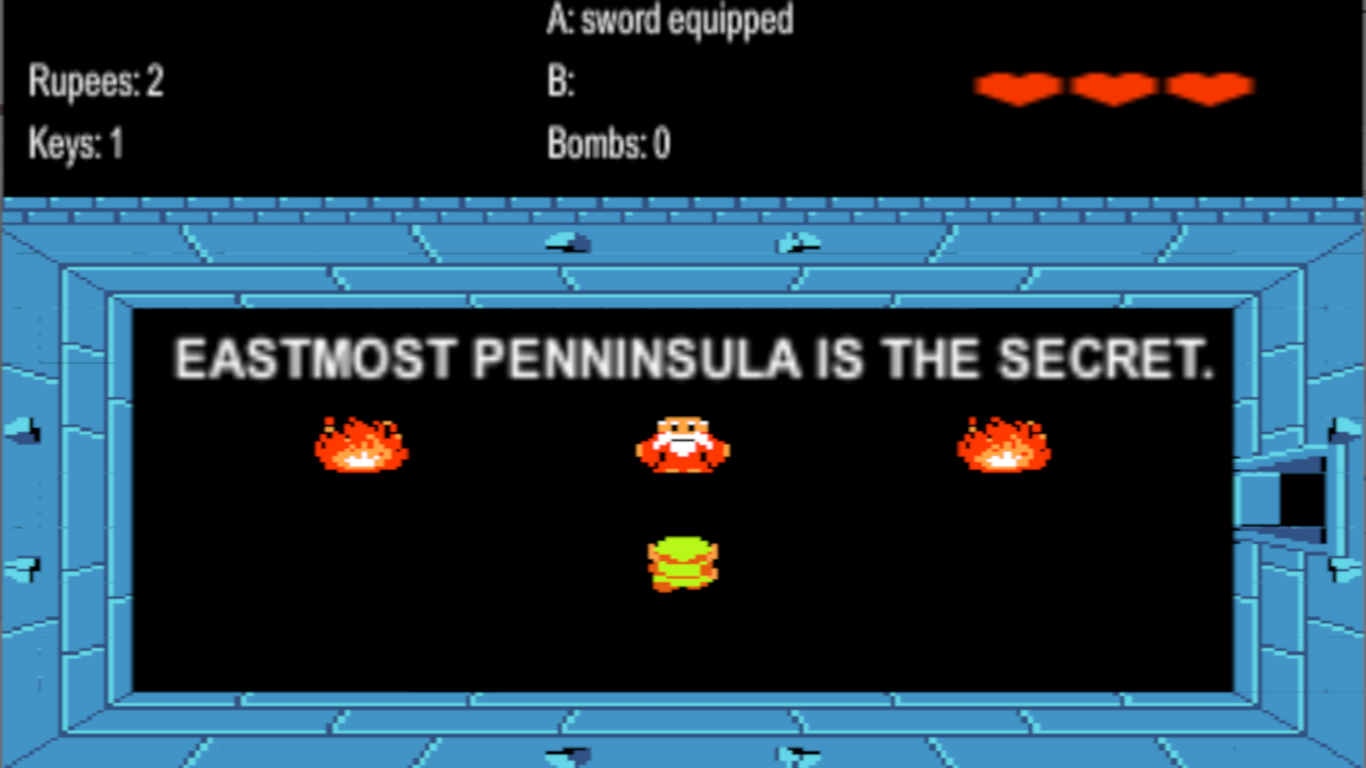 A: sword equipped
Rupees: 2
B:
Keys: 1
Bombs: 0
EASTMOST PENNINSULA IS THE SECRET.